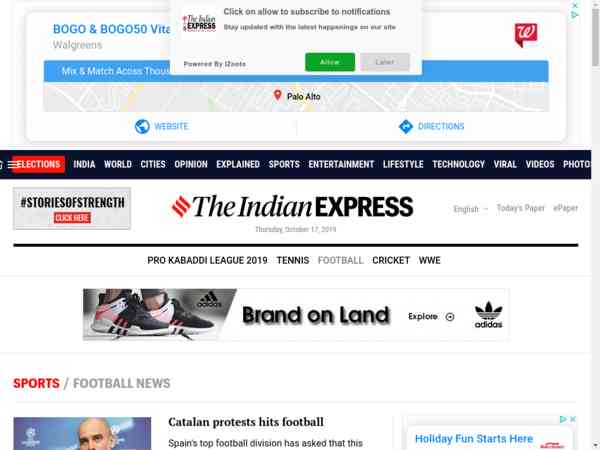 Click on allow to subscribe to notifications
Stay updated with the latest happenings on our site
The Indian EXPRESS
Powered By iZooto
Allow
Later
BOGO & BOGO50 Vita
Walgreens
Mix & Match Acoss Thous
Palo Alto
WEBSITE
DIRECTIONS
ELECTIONS INDIA WORLD CITIES OPINION EXPLAINED SPORTS ENTERTAINMENT LIFESTYLE TECHNOLOGY VIRAL VIDEOS PHOTOS
#STORIESOFSTRENGTH
CLICK HERE
The Indian EXPRESS
Thursday, October 17, 2019
English
Today's Paper
ePaper
PRO KABADDI LEAGUE 2019 TENNIS FOOTBALL CRICKET WWE
adidas
Brand on Land
Explore
adidas
SPORTS / FOOTBALL NEWS
Catalan protests hits football
Spain's top football division has asked that this
Holiday Fun Starts Here